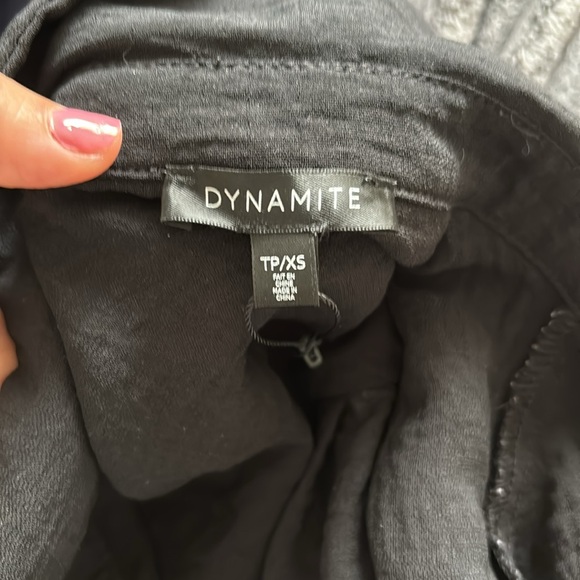 DYNAMITE
TP/XS
FAIT EN
CHINE
MADE IN
CHINA